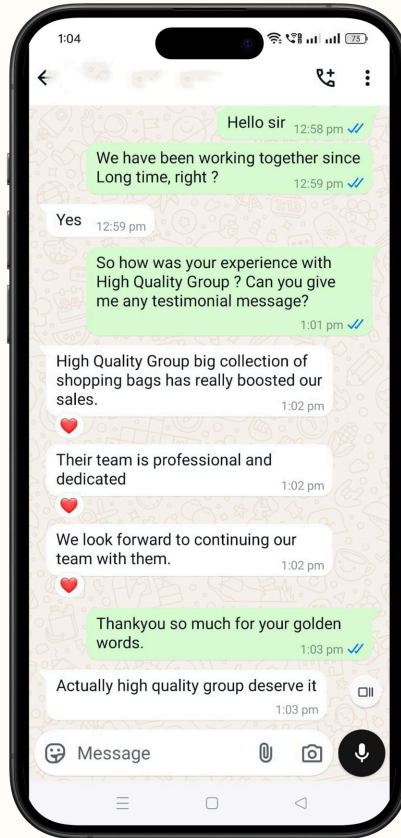 1:04
73
Hello sir 12:58 pm
We have been working together since
Long time, right ?
12:59 pm
Yes 12:59 pm
So how was your experience with
High Quality Group ? Can you give
me any testimonial message?
1:01 pm
High Quality Group big collection of
shopping bags has really boosted our
sales.
1:02 pm
Their team is professional and
dedicated
1:02 pm
We look forward to continuing our
team with them.
1:02 pm
Thankyou so much for your golden
words.
1:03 pm
Actually high quality group deserve it
1:03 pm
Message